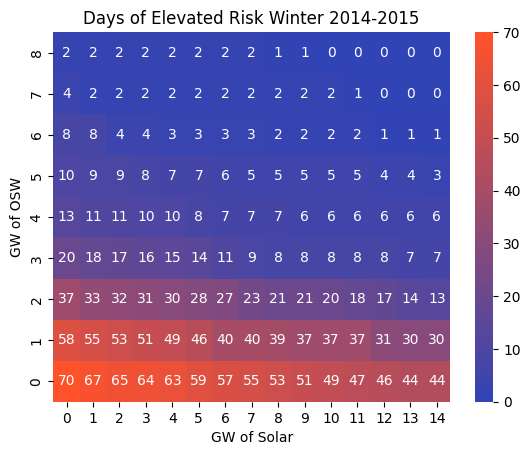 Days of Elevated Risk Winter 2014-2015
GW of OSW
8 2 2 2 2 2 2 2 2 1 1 0 0 0 0 0
7 4 2 2 2 2 2 2 2 2 2 2 1 0 0 0
6 8 8 4 4 3 3 3 3 2 2 2 2 1 1 1
5 10 9 9 8 7 7 6 5 5 5 5 5 4 4 3
4 13 11 11 10 10 8 7 7 7 6 6 6 6 6 6
3 20 18 17 16 15 14 11 9 8 8 8 8 8 7 7
2 37 33 32 31 30 28 27 23 21 21 20 18 17 14 13
1 58 55 53 51 49 46 40 40 39 37 37 37 31 30 30
0 70 67 65 64 63 59 57 55 53 51 49 47 46 44 44
0 1 2 3 4 5 6 7 8 9 10 11 12 13 14
GW of Solar
70
60
50
40
30
20
10
0